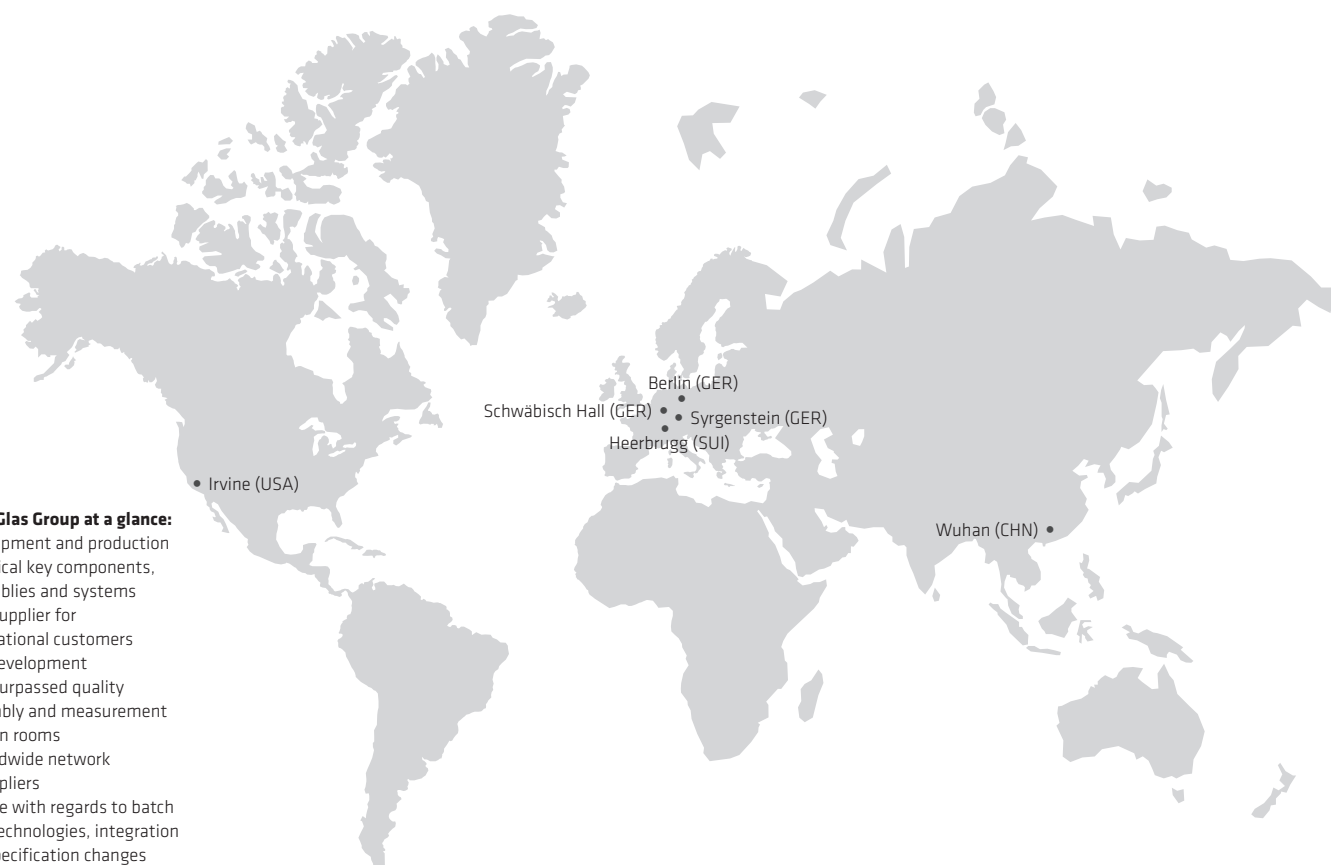 Berlin (GER)
Schwäbisch Hall (GER)
Syrgenstein (GER)
Heerbrugg (SUI)
Irvine (USA)
Wuhan (CHN)
Glas Group at a glance:
pment and production
ical key components,
blies and systems
upplier for
ational customers
evelopment
urpassed quality
bly and measurement
n rooms
dwide network
pliers
e with regards to batch
echnologies, integration
ecification changes